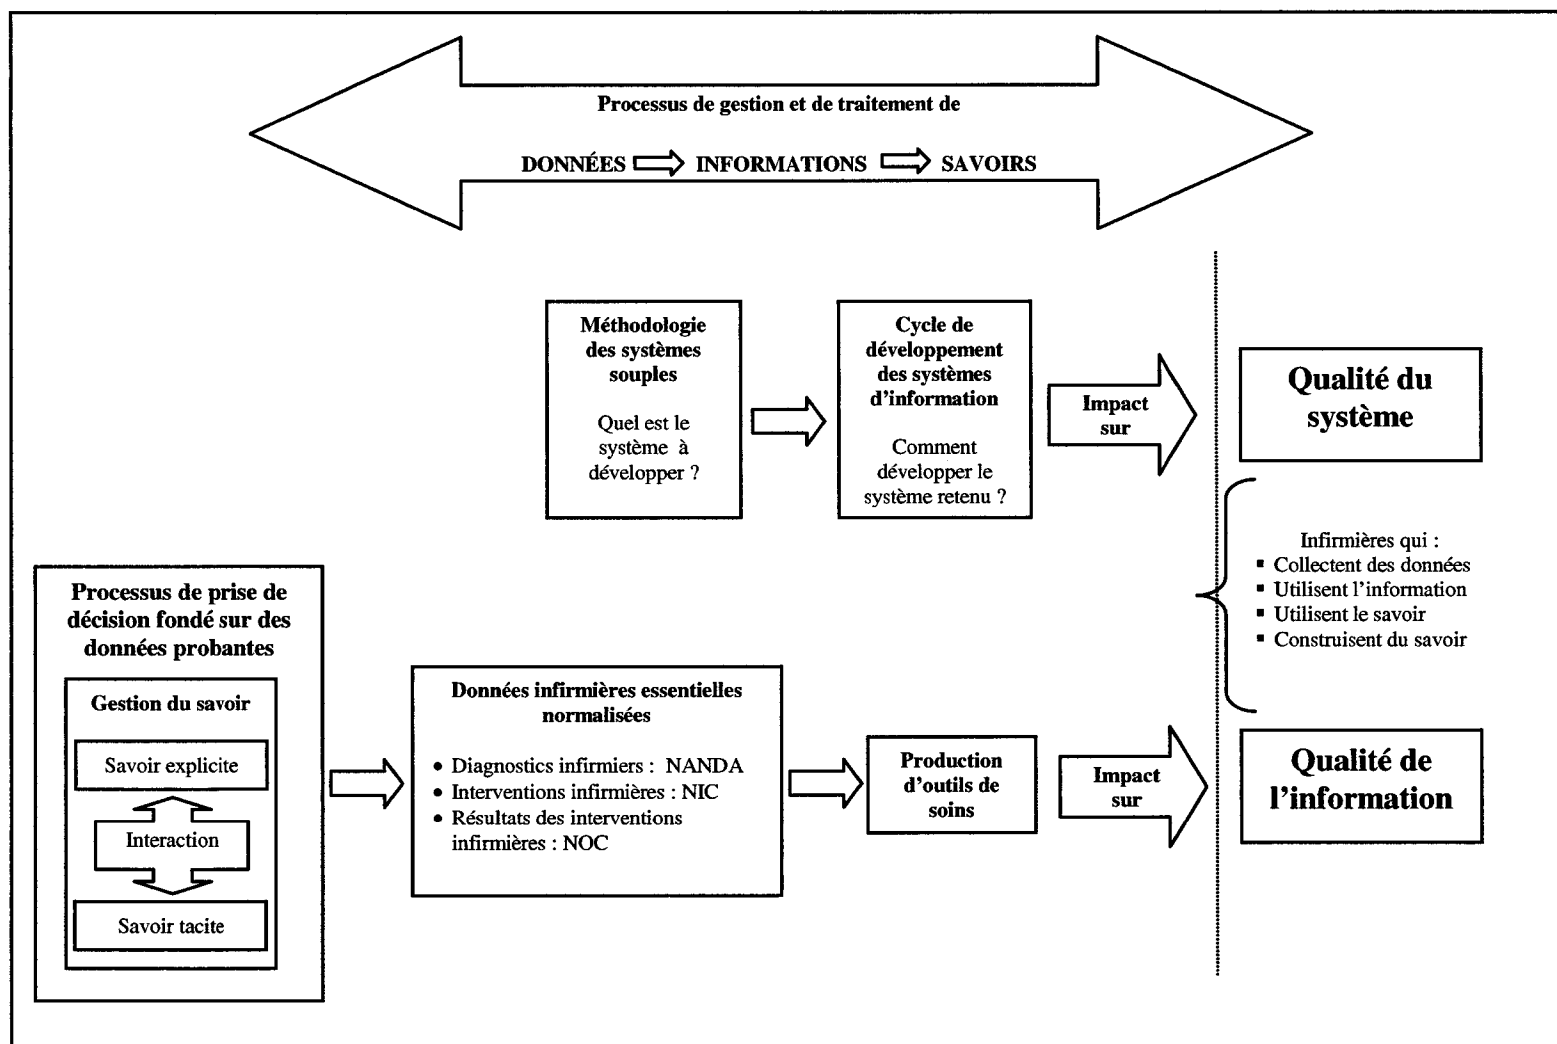 Processus de gestion et de traitement de
DONNÉES INFORMATIONS SAVOIRS
Méthodologie
des systèmes
souples
Quel est le
système à
développer ?
Cycle de
développement
des systèmes
d'information
Comment
développer le
système retenu ?
Impact
sur
Qualité du
système
Infirmières qui :
▪ Collectent des données
▪ Utilisent l'information
▪ Utilisent le savoir
▪ Construisent du savoir
Processus de prise de
décision fondé sur des
données probantes
Gestion du savoir
Savoir explicite
Interaction
Savoir tacite
Données infirmières essentielles
normalisées
• Diagnostics infirmiers : NANDA
• Interventions infirmières : NIC
• Résultats des interventions
infirmières : NOC
Production
d'outils de
soins
Impact
sur
Qualité de
l'information